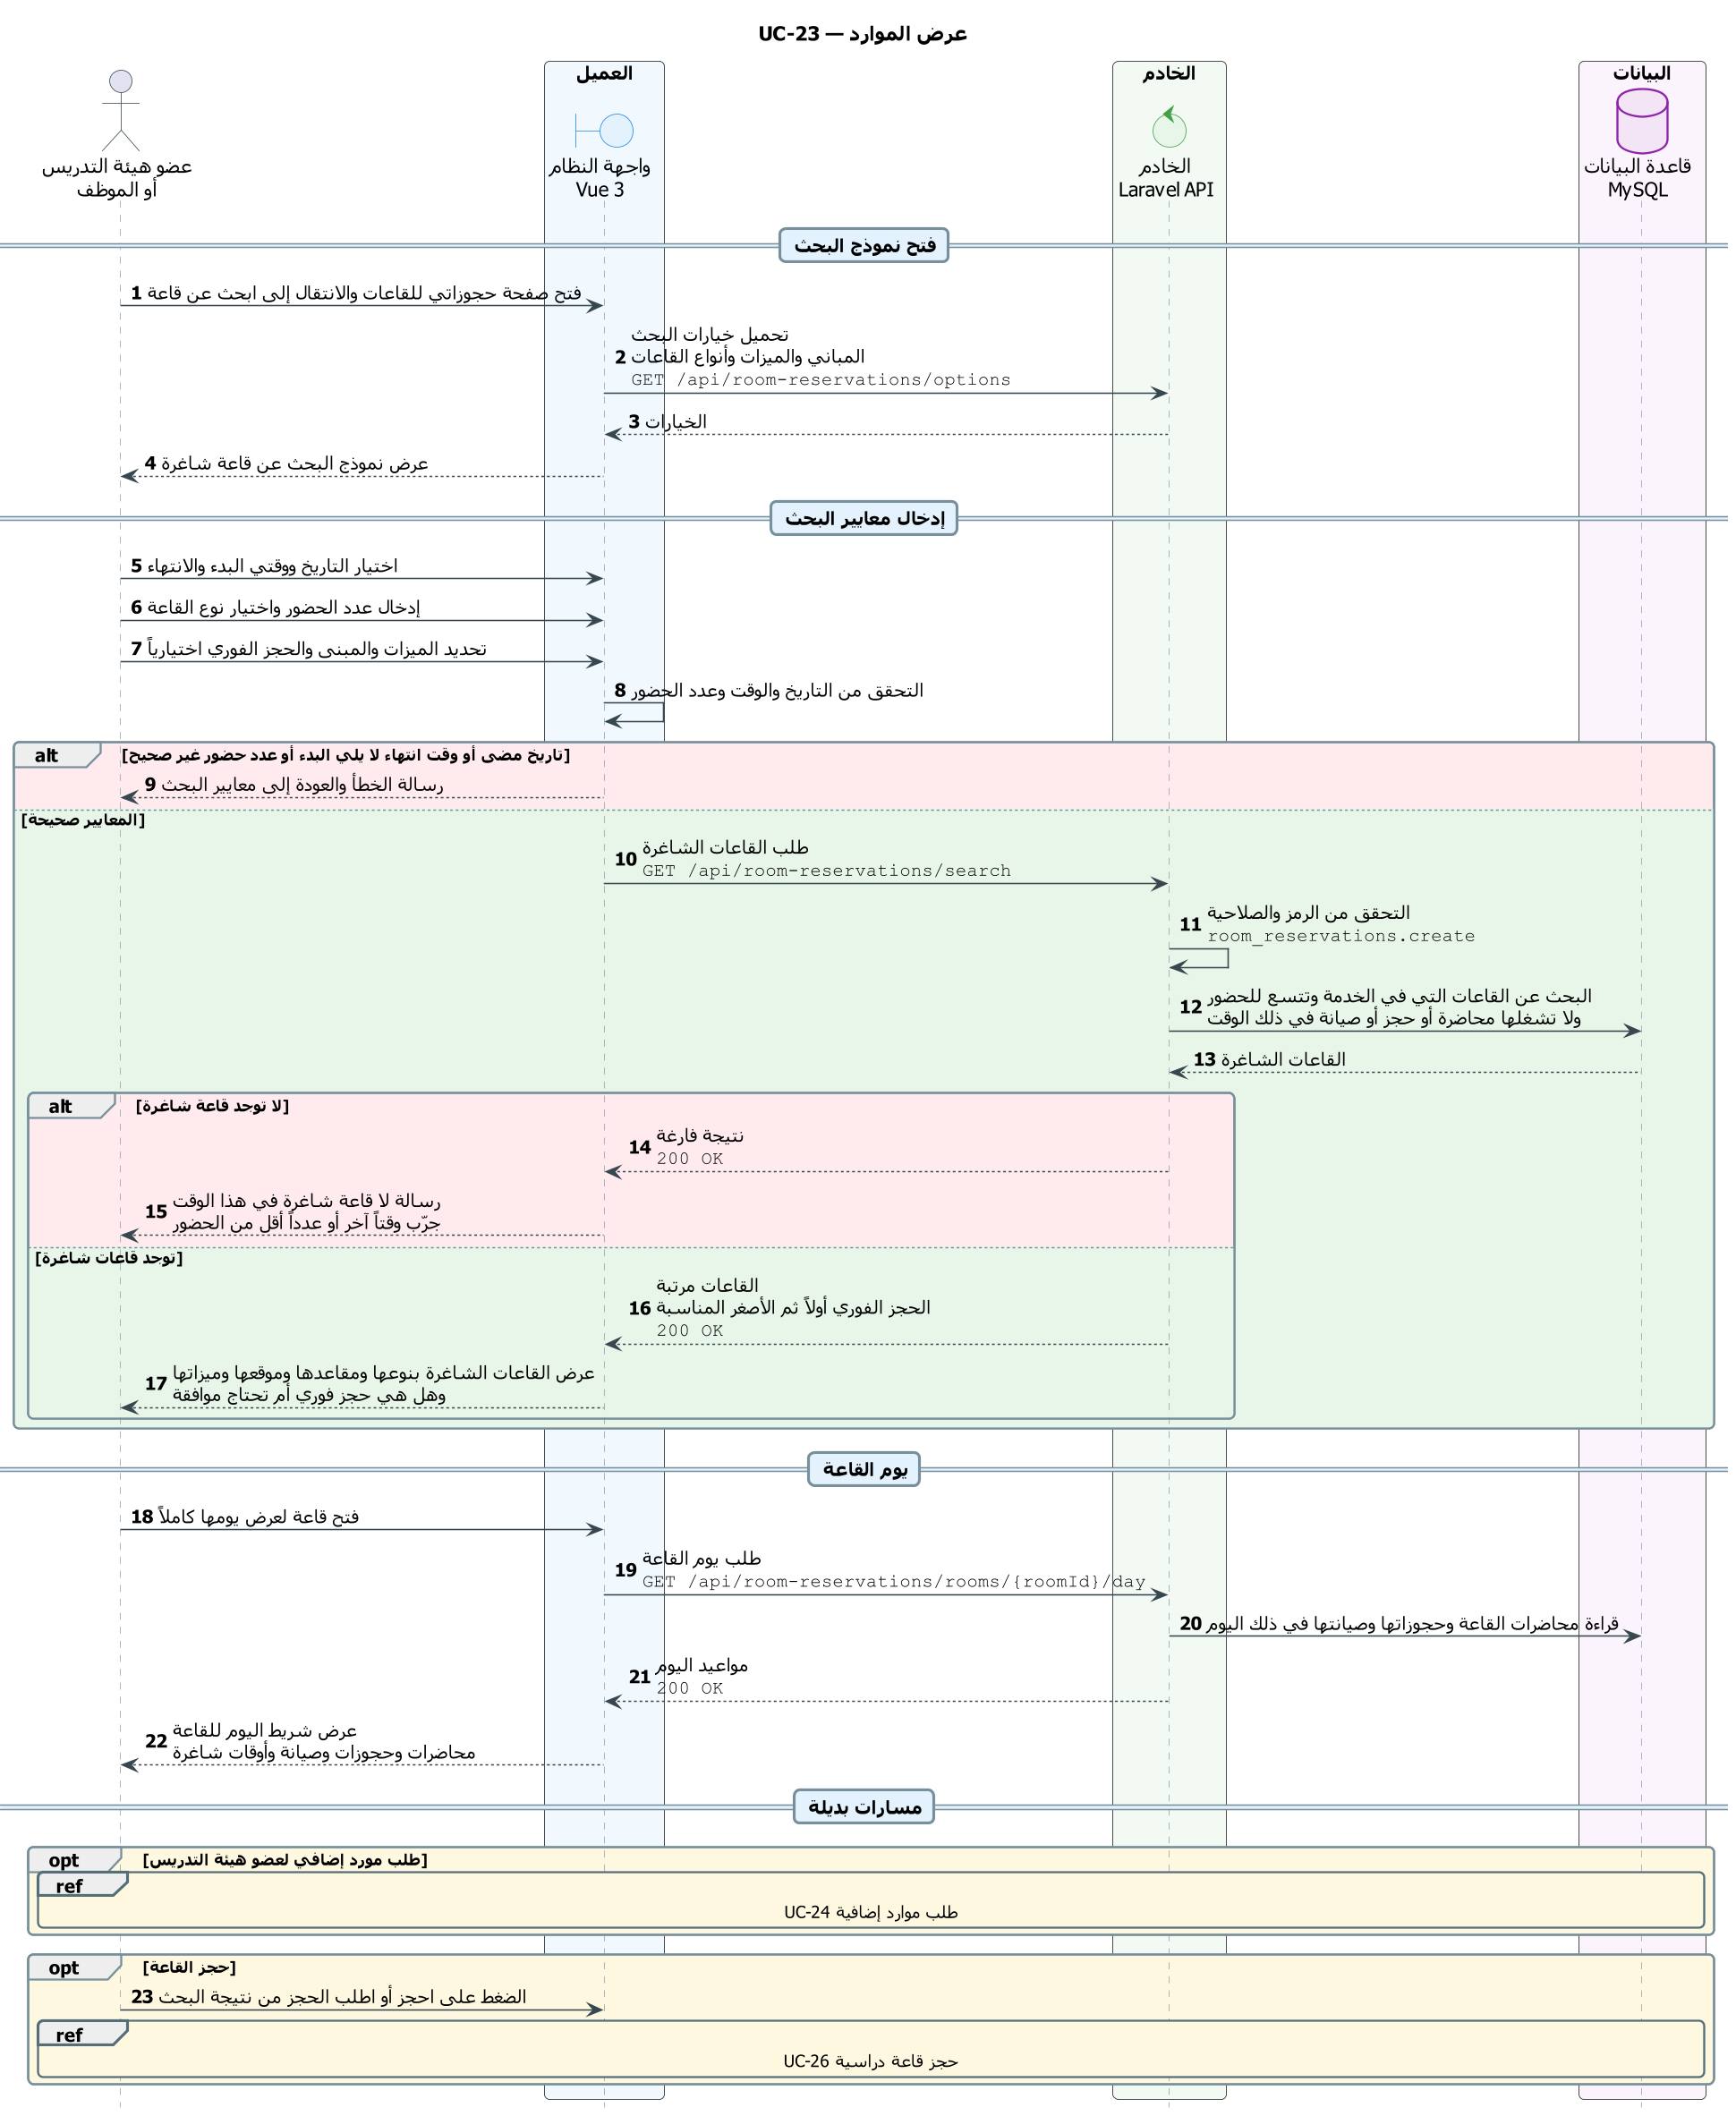 UC-23 — عرض الموارد
العميل
الخادم
البيانات
عضو هيئة التدريس
أو الموظف
واجهة النظام
Vue 3
الخادم
Laravel API
قاعدة البيانات
MySQL
فتح نموذج البحث
1 فتح صفحة حجوزاتي للقاعات والانتقال إلى ابحث عن قاعة
تحميل خيارات البحث
2 المباني والميزات وأنواع القاعات
GET /api/room-reservations/options
3 الخيارات
4 عرض نموذج البحث عن قاعة شاغرة
إدخال معايير البحث
5 اختيار التاريخ ووقتي البدء والانتهاء
6 إدخال عدد الحضور واختيار نوع القاعة
7 تحديد الميزات والمبنى والحجز الفوري اختيارياً
8 التحقق من التاريخ والوقت وعدد الحضور
alt [تاريخ مضى أو وقت انتهاء لا يلي البدء أو عدد حضور غير صحيح]
9 رسالة الخطأ والعودة إلى معايير البحث
[المعايير صحيحة]
10 طلب القاعات الشاغرة
GET /api/room-reservations/search
11 التحقق من الرمز والصلاحية
room_reservations.create
12 البحث عن القاعات التي في الخدمة وتتسع للحضور
ولا تشغلها محاضرة أو حجز أو صيانة في ذلك الوقت
13 القاعات الشاغرة
alt [لا توجد قاعة شاغرة]
14 نتيجة فارغة
200 OK
15 رسالة لا قاعة شاغرة في هذا الوقت
جرّب وقتاً آخر أو عدداً أقل من الحضور
[توجد قاعات شاغرة]
القاعات مرتبة
16 الحجز الفوري أولاً ثم الأصغر المناسبة
200 OK
17 عرض القاعات الشاغرة بنوعها ومقاعدها وموقعها وميزاتها
وهل هي حجز فوري أم تحتاج موافقة
يوم القاعة
18 فتح قاعة لعرض يومها كاملاً
19 طلب يوم القاعة
GET /api/room-reservations/rooms/{roomId}/day
20 قراءة محاضرات القاعة وحجوزاتها وصيانتها في ذلك اليوم
21 مواعيد اليوم
200 OK
22 عرض شريط اليوم للقاعة
محاضرات وحجوزات وصيانة وأوقات شاغرة
مسارات بديلة
opt [طلب مورد إضافي لعضو هيئة التدريس]
ref
UC-24 طلب موارد إضافية
opt [حجز القاعة]
23 الضغط على احجز أو اطلب الحجز من نتيجة البحث
ref
UC-26 حجز قاعة دراسية